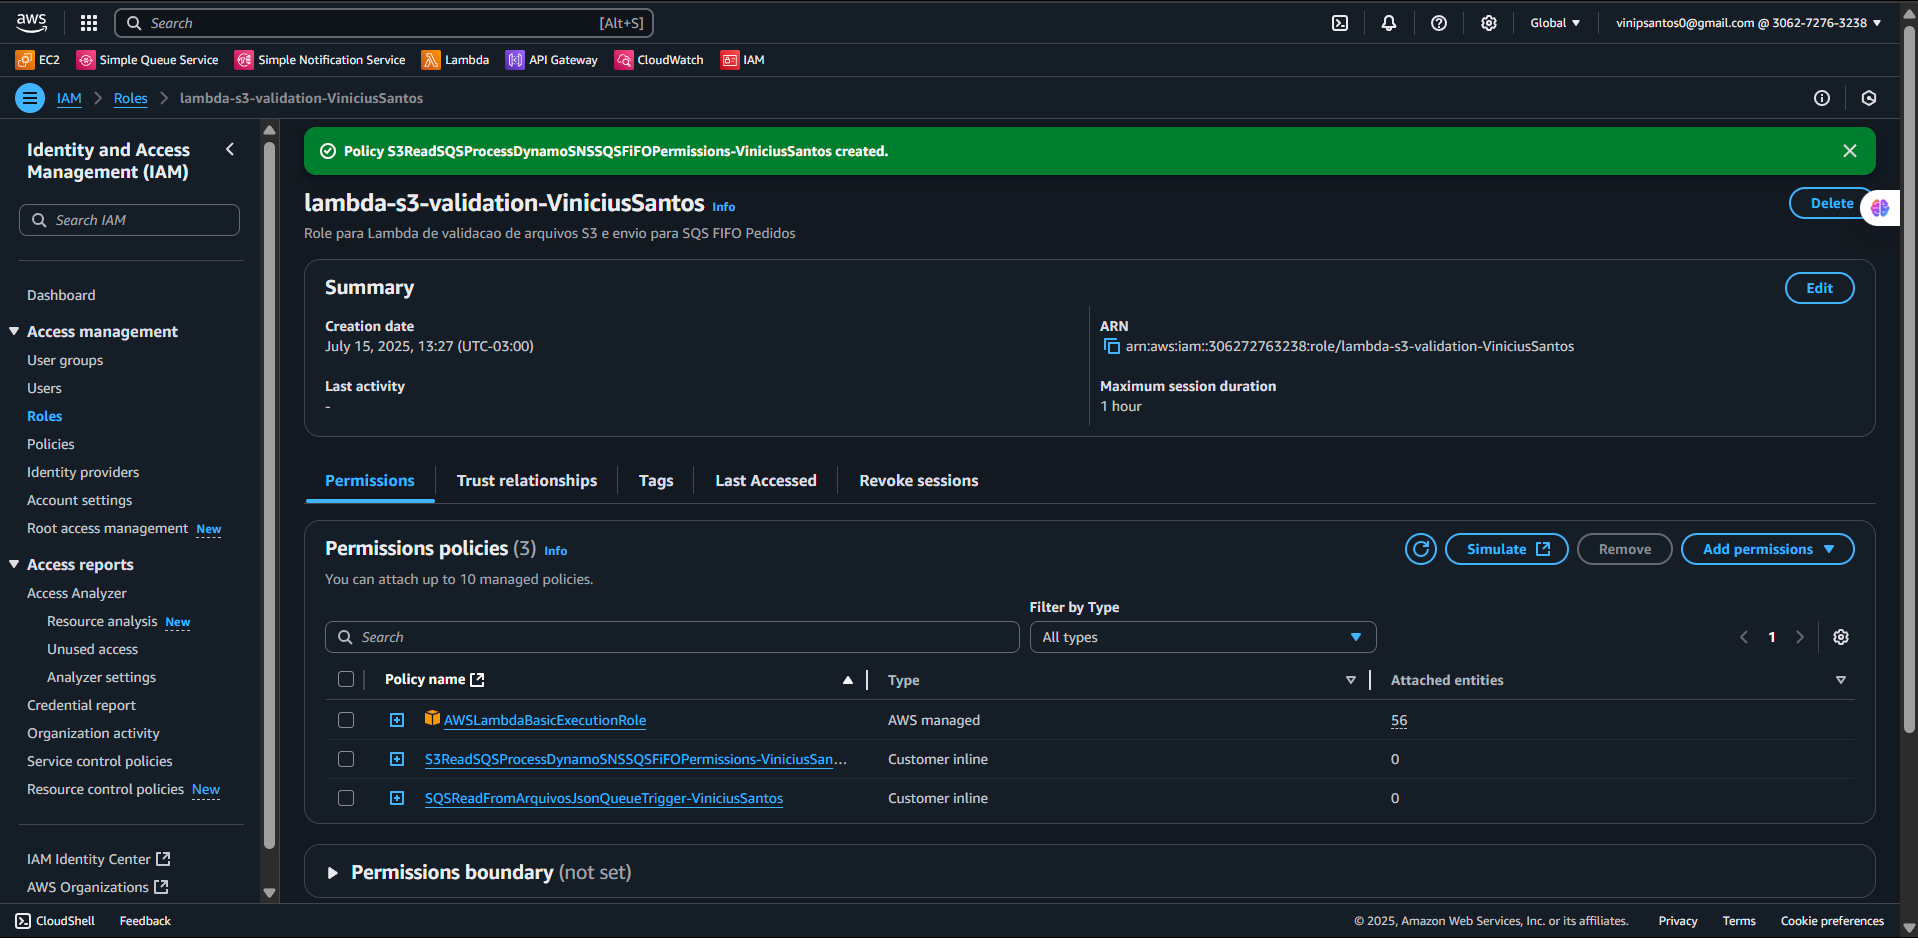 aws
Search [Alt+S]
Global
vinipsantos0@gmail.com @ 3062-7276-3238
EC2 Simple Queue Service Simple Notification Service Lambda API Gateway CloudWatch IAM
IAM Roles lambda-s3-validation-ViniciusSantos
Identity and Access
Management (IAM)
Search IAM
Dashboard
Access management
User groups
Users
Roles
Policies
Identity providers
Account settings
Root access management New
Access reports
Access Analyzer
Resource analysis New
Unused access
Analyzer settings
Credential report
Organization activity
Service control policies
Resource control policies New
IAM Identity Center
AWS Organizations
Policy S3ReadSQSProcessDynamoSNSSQSFiFOPermissions-ViniciusSantos created.
lambda-s3-validation-ViniciusSantos Info
Delete
Role para Lambda de validacao de arquivos S3 e envio para SQS FIFO Pedidos
Summary
Edit
Creation date
July 15, 2025, 13:27 (UTC-03:00)
ARN
arn:aws:iam::306272763238:role/lambda-s3-validation-ViniciusSantos
Last activity
-
Maximum session duration
1 hour
Permissions Trust relationships Tags Last Accessed Revoke sessions
Permissions policies (3) Info
Simulate Remove Add permissions
You can attach up to 10 managed policies.
Filter by Type
Search
All types
1
Policy name Type Attached entities
AWSLambdaBasicExecutionRole AWS managed 56
S3ReadSQSProcessDynamoSNSSQSFiFOPermissions-ViniciusSan... Customer inline 0
SQSReadFromArquivosJsonQueueTrigger-ViniciusSantos Customer inline 0
Permissions boundary (not set)
CloudShell Feedback
© 2025, Amazon Web Services, Inc. or its affiliates. Privacy Terms Cookie preferences